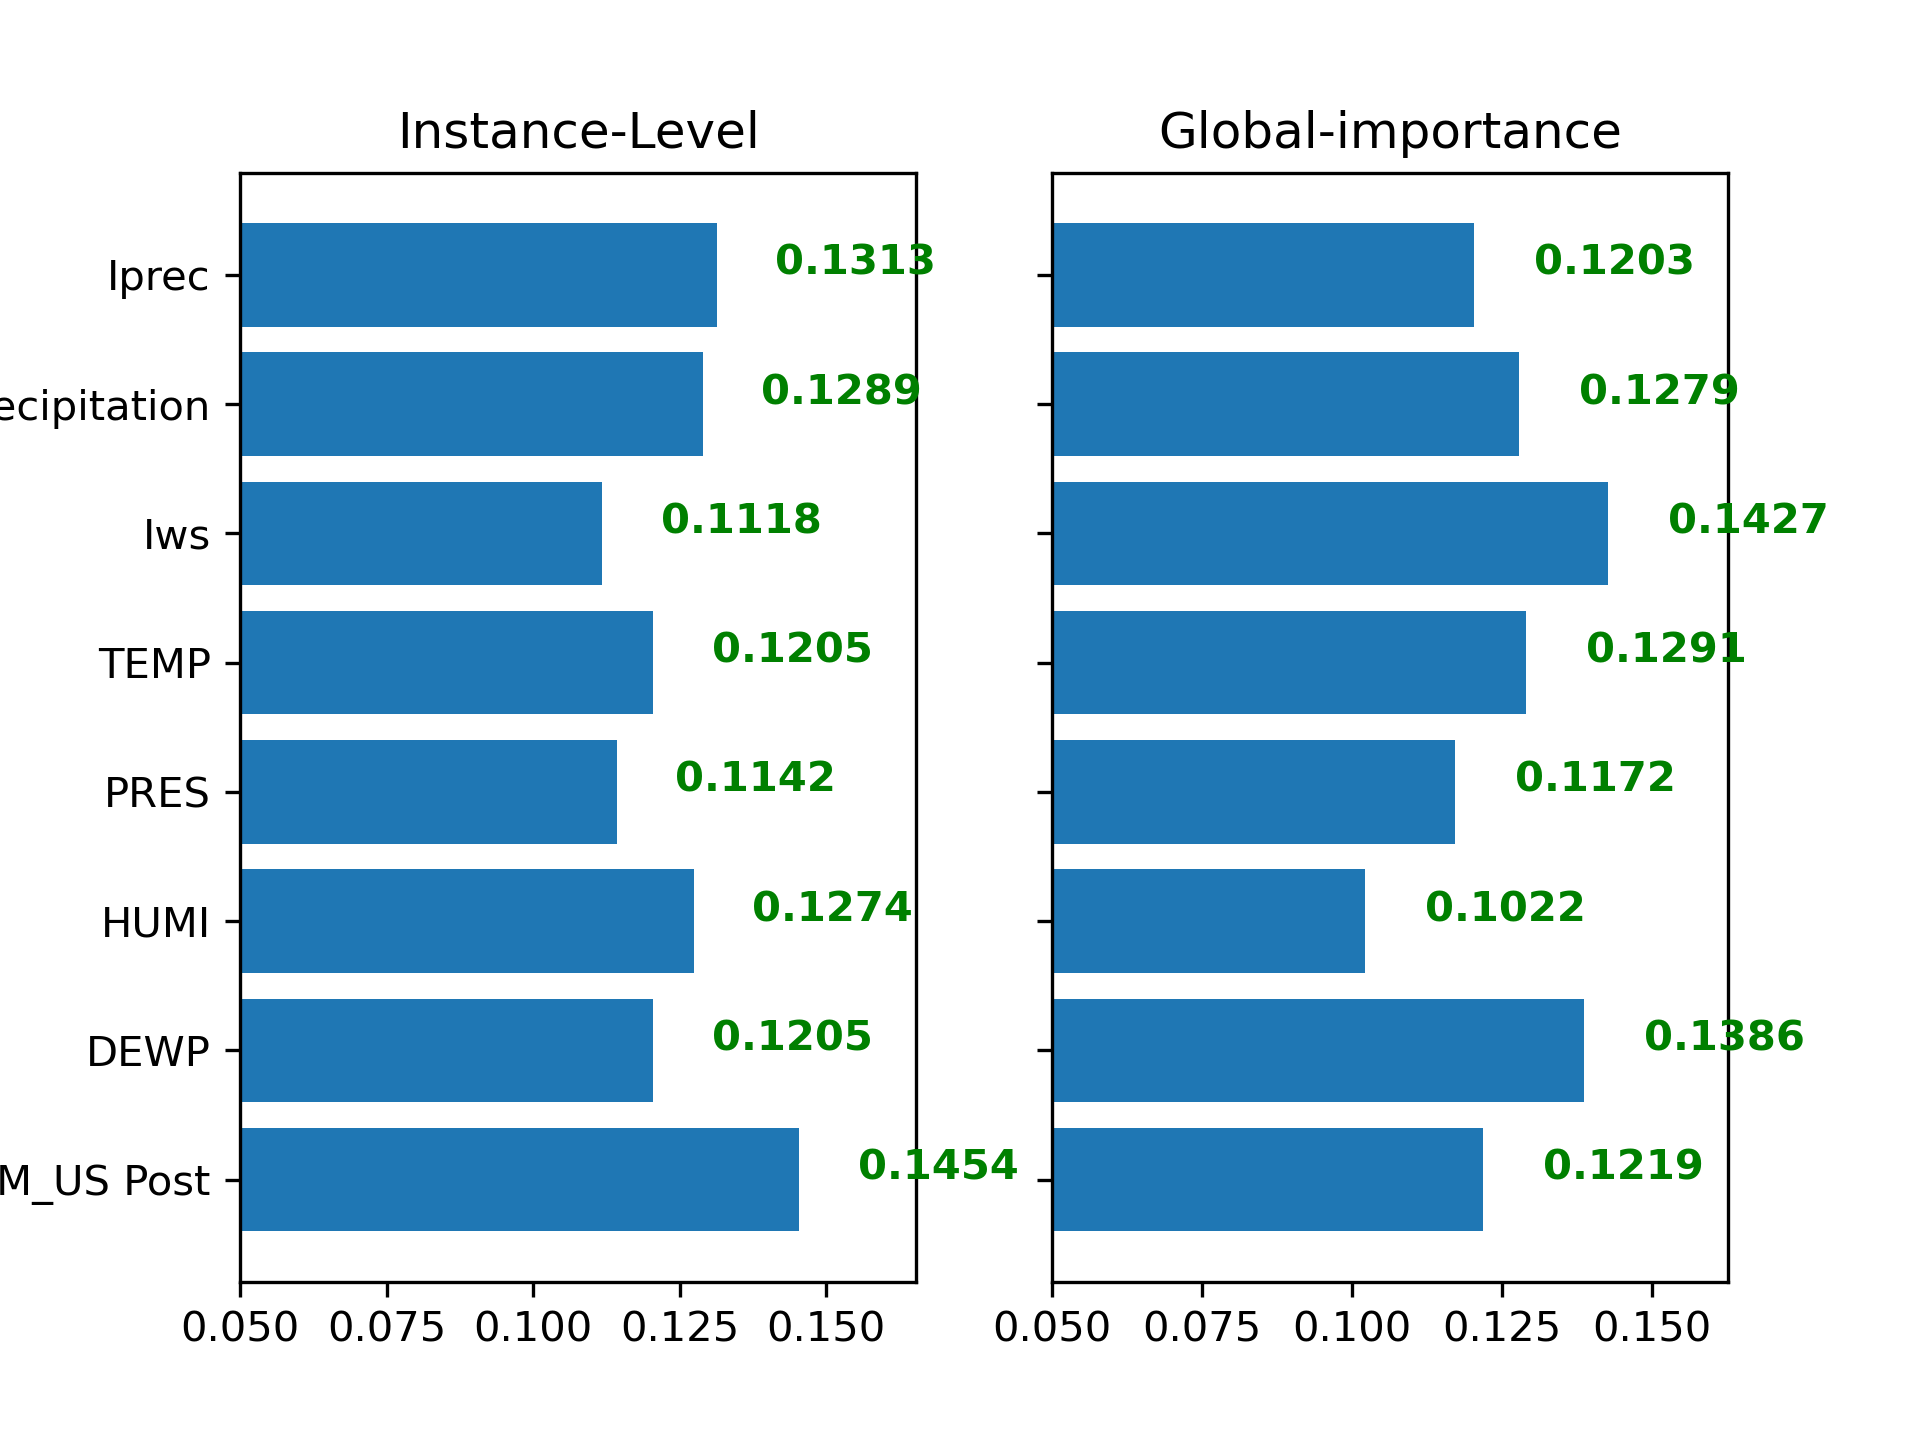 Instance-Level Global-importance
Iprec 0.1313 0.1203
ecipitation 0.1289 0.1279
Iws 0.1118 0.1427
TEMP 0.1205 0.1291
PRES 0.1142 0.1172
HUMI 0.1274 0.1022
DEWP 0.1205 0.1386
M_US Post 0.1454 0.1219
0.050 0.075 0.100 0.125 0.150 0.050 0.075 0.100 0.125 0.150